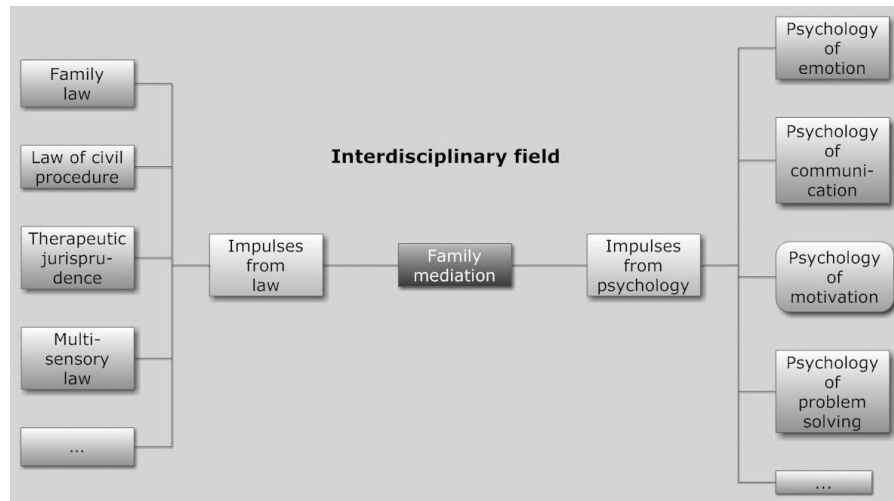 Family
law
Law of civil
procedure
Therapeutic
jurispru-
dence
Multi-
sensory
law
...
Impulses
from
law
Interdisciplinary field
Family
mediation
Impulses
from
psychology
Psychology
of
emotion
Psychology
of
communi-
cation
Psychology
of
motivation
Psychology
of
problem
solving
...